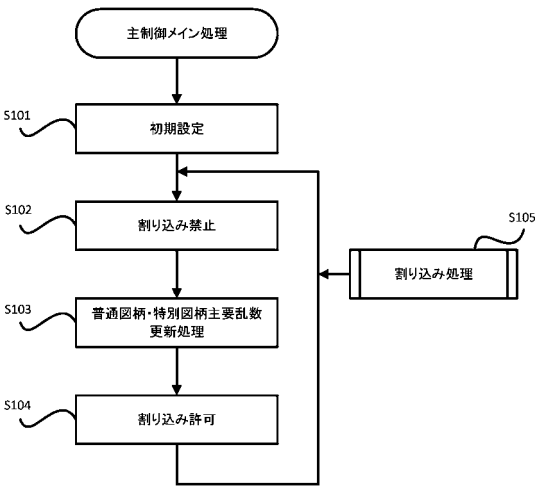 主制御メイン処理
S101
初期設定
S102
割り込み禁止
S105
割り込み処理
S103
普通図柄・特別図柄主要乱数
更新処理
S104
割り込み許可